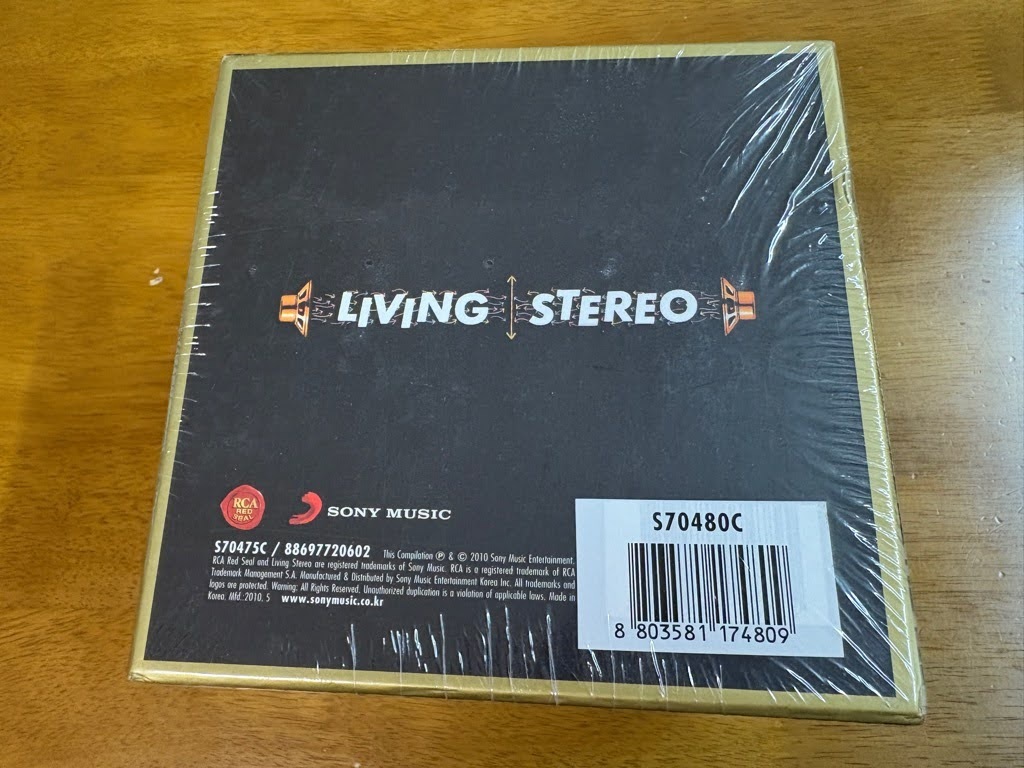 LIVING STEREO
RCA
RED
SEAL
SONY MUSIC
S70475C / 88697720602 This Compilation ℗ & © 2010 Sony Music Entertainment.
RCA Red Seal and Living Stereo are registered trademarks of Sony Music. RCA is a registered trademark of RCA
Trademark Management S.A. Manufactured & Distributed by Sony Music Entertainment Korea Inc. All trademarks and
logos are protected. Warning: All Rights Reserved. Unauthorized duplication is a violation of applicable laws. Made in
Korea. Mfd.2010. 5 www.sonymusic.co.kr
S70480C
8 803581 174809